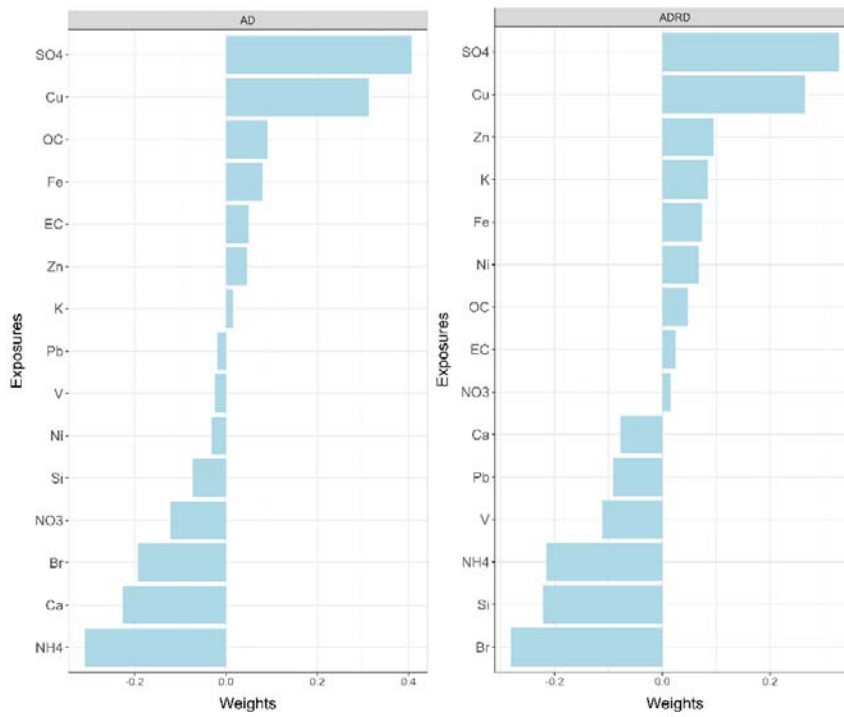 AD
SO4
Cu
OC
Fe
EC
Zn
K
Pb
V
Ni
Si
NO3
Br
Ca
NH4
Exposures
-0.2 0.0 0.2 0.4
Weights
ADRD
SO4
Cu
Zn
K
Fe
Ni
OC
EC
NO3
Ca
Pb
V
NH4
Si
Br
Exposures
-0.2 0.0 0.2
Weights